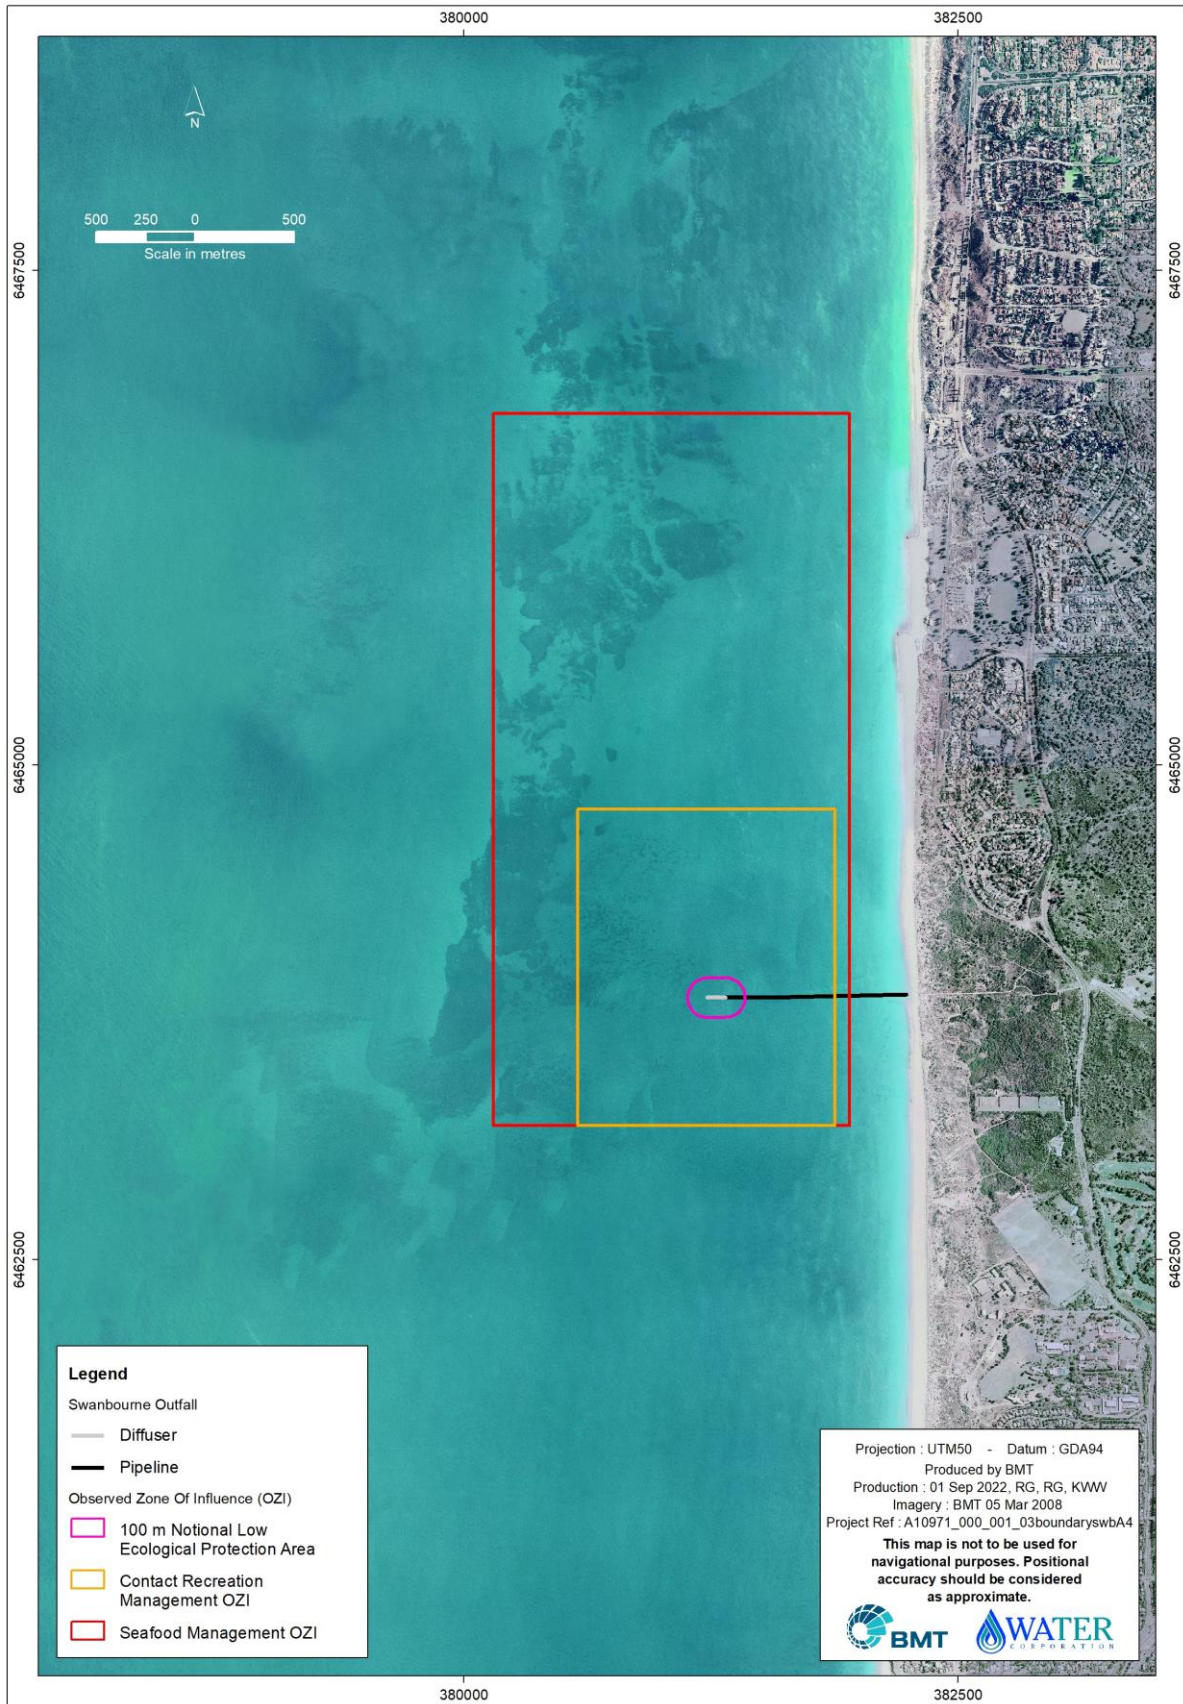 380000
382500
N
500 250 0 500
Scale in metres
6467500
6467500
6465000
6465000
6462500
6462500
Legend
Swanbourne Outfall
Diffuser
Pipeline
Observed Zone Of Influence (OZI)
100 m Notional Low
Ecological Protection Area
Contact Recreation
Management OZI
Seafood Management OZI
Projection : UTM50 - Datum : GDA94
Produced by BMT
Production : 01 Sep 2022, RG, RG, KWW
Imagery : BMT 05 Mar 2008
Project Ref : A10971_000_001_03boundaryswbA4
This map is not to be used for
navigational purposes. Positional
accuracy should be considered
as approximate.
BMT
WATER
CORPORATION
380000
382500